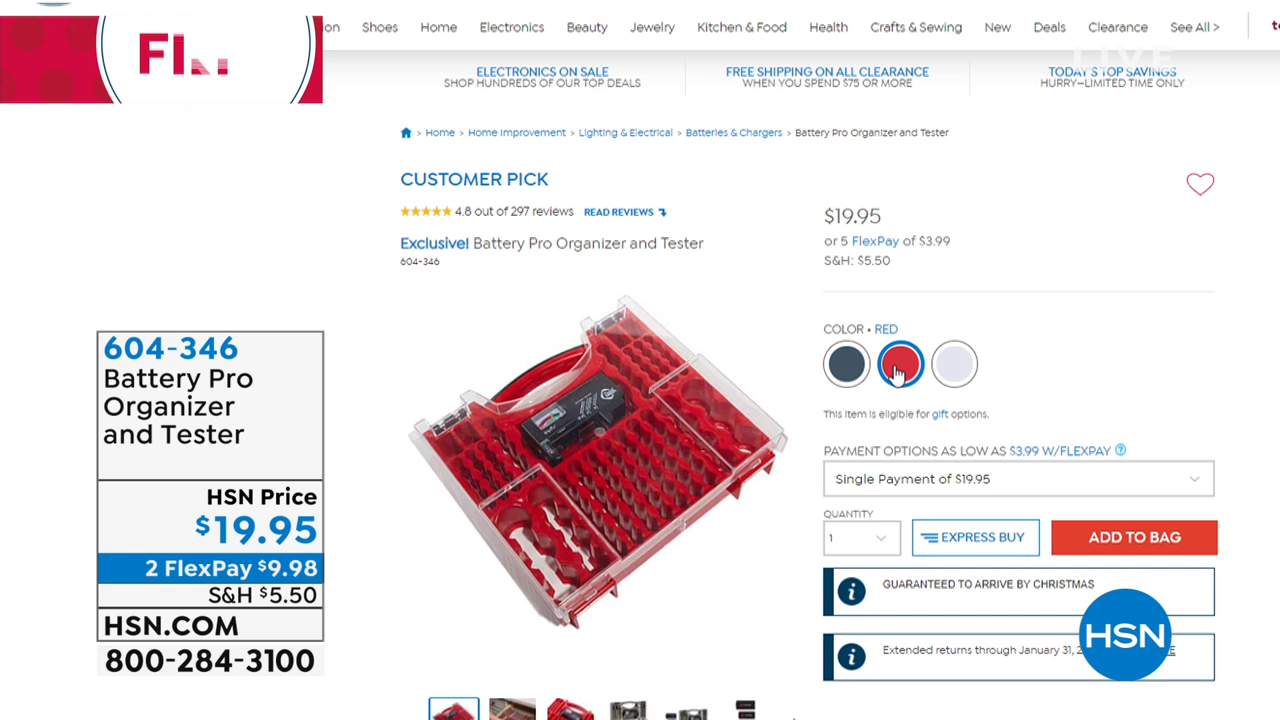 on Shoes Home Electronics Beauty Jewelry Kitchen & Food Health Crafts & Sewing New Deals Clearance See All >
LIVE
ELECTRONICS ON SALE
SHOP HUNDREDS OF OUR TOP DEALS
FREE SHIPPING ON ALL CLEARANCE
WHEN YOU SPEND $75 OR MORE
TODAY'S TOP SAVINGS
HURRY—LIMITED TIME ONLY
> Home > Home Improvement > Lighting & Electrical > Batteries & Chargers > Battery Pro Organizer and Tester
CUSTOMER PICK
4.8 out of 297 reviews READ REVIEWS
Exclusive! Battery Pro Organizer and Tester
604-346
$19.95
or 5 FlexPay of $3.99
S&H: $5.50
COLOR • RED
This item is eligible for gift options.
PAYMENT OPTIONS AS LOW AS $3.99 W/FLEXPAY
Single Payment of $19.95
QUANTITY
1
EXPRESS BUY
ADD TO BAG
GUARANTEED TO ARRIVE BY CHRISTMAS
Extended returns through January 31,
HSN
604-346
Battery Pro
Organizer
and Tester
HSN Price
$19.95
2 FlexPay $9.98
S&H $5.50
HSN.COM
800-284-3100